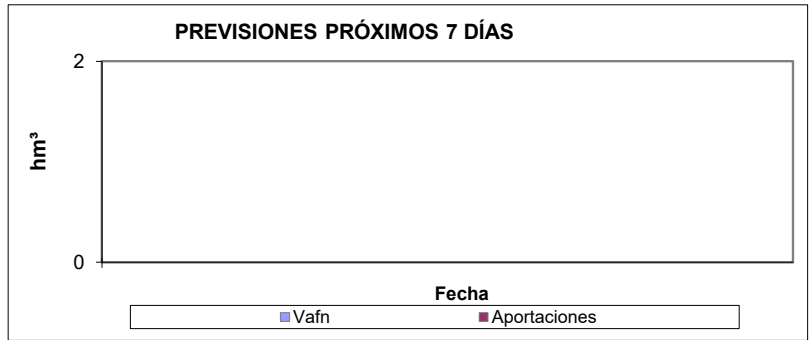 PREVISIONES PRÓXIMOS 7 DÍAS
2
hm³
0
Fecha
Vafn Aportaciones